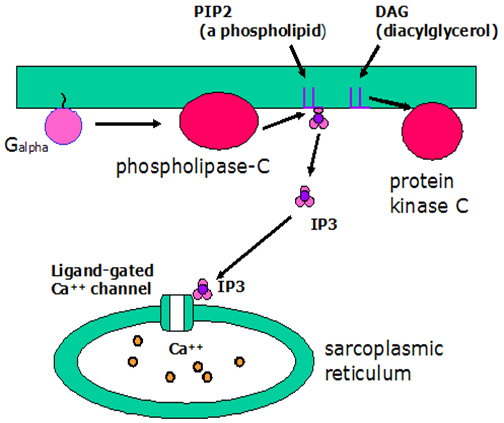 PIP2
(a phospholipid)
DAG
(diacylglycerol)
Galpha
phospholipase-C
protein
kinase C
IP3
Ligand-gated
Ca++ channel
IP3
Ca++
sarcoplasmic
reticulum